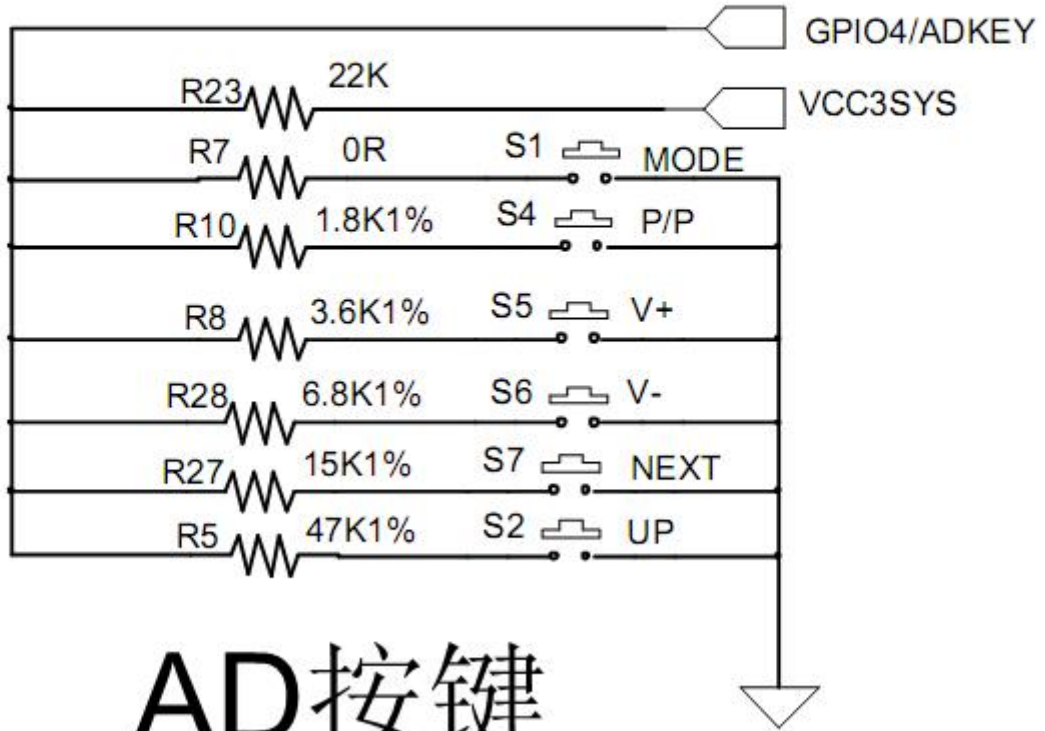 GPIO4/ADKEY
R23 22K VCC3SYS
R7 0R S1 MODE
R10 1.8K1% S4 P/P
R8 3.6K1% S5 V+
R28 6.8K1% S6 V-
R27 15K1% S7 NEXT
R5 47K1% S2 UP
AD按键